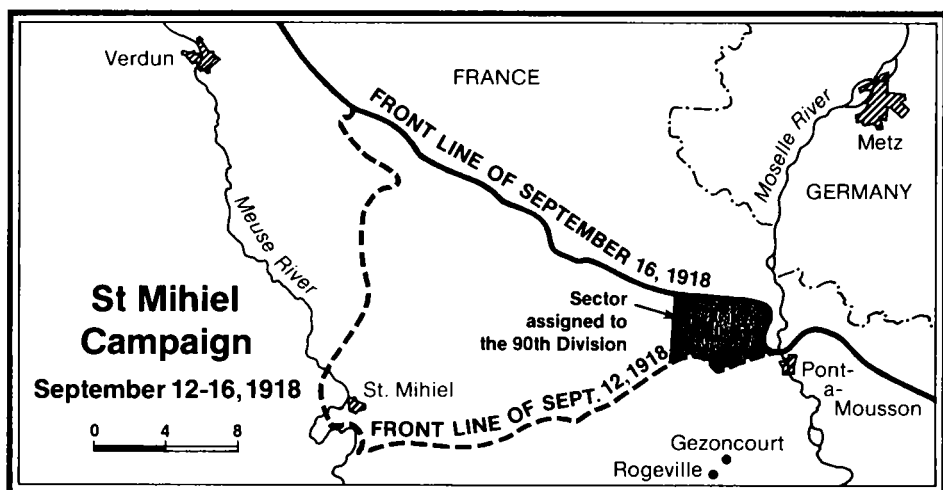 Verdun
FRANCE
Metz
Moselle River
GERMANY
FRONT LINE OF SEPTEMBER 16, 1918
Meuse River
St Mihiel
Campaign
September 12-16, 1918
0 4 8
Sector
assigned to
the 90th Division
St. Mihiel
FRONT LINE OF SEPT. 12, 1918
Pont-
a-
Mousson
Gezoncourt
Rogeville